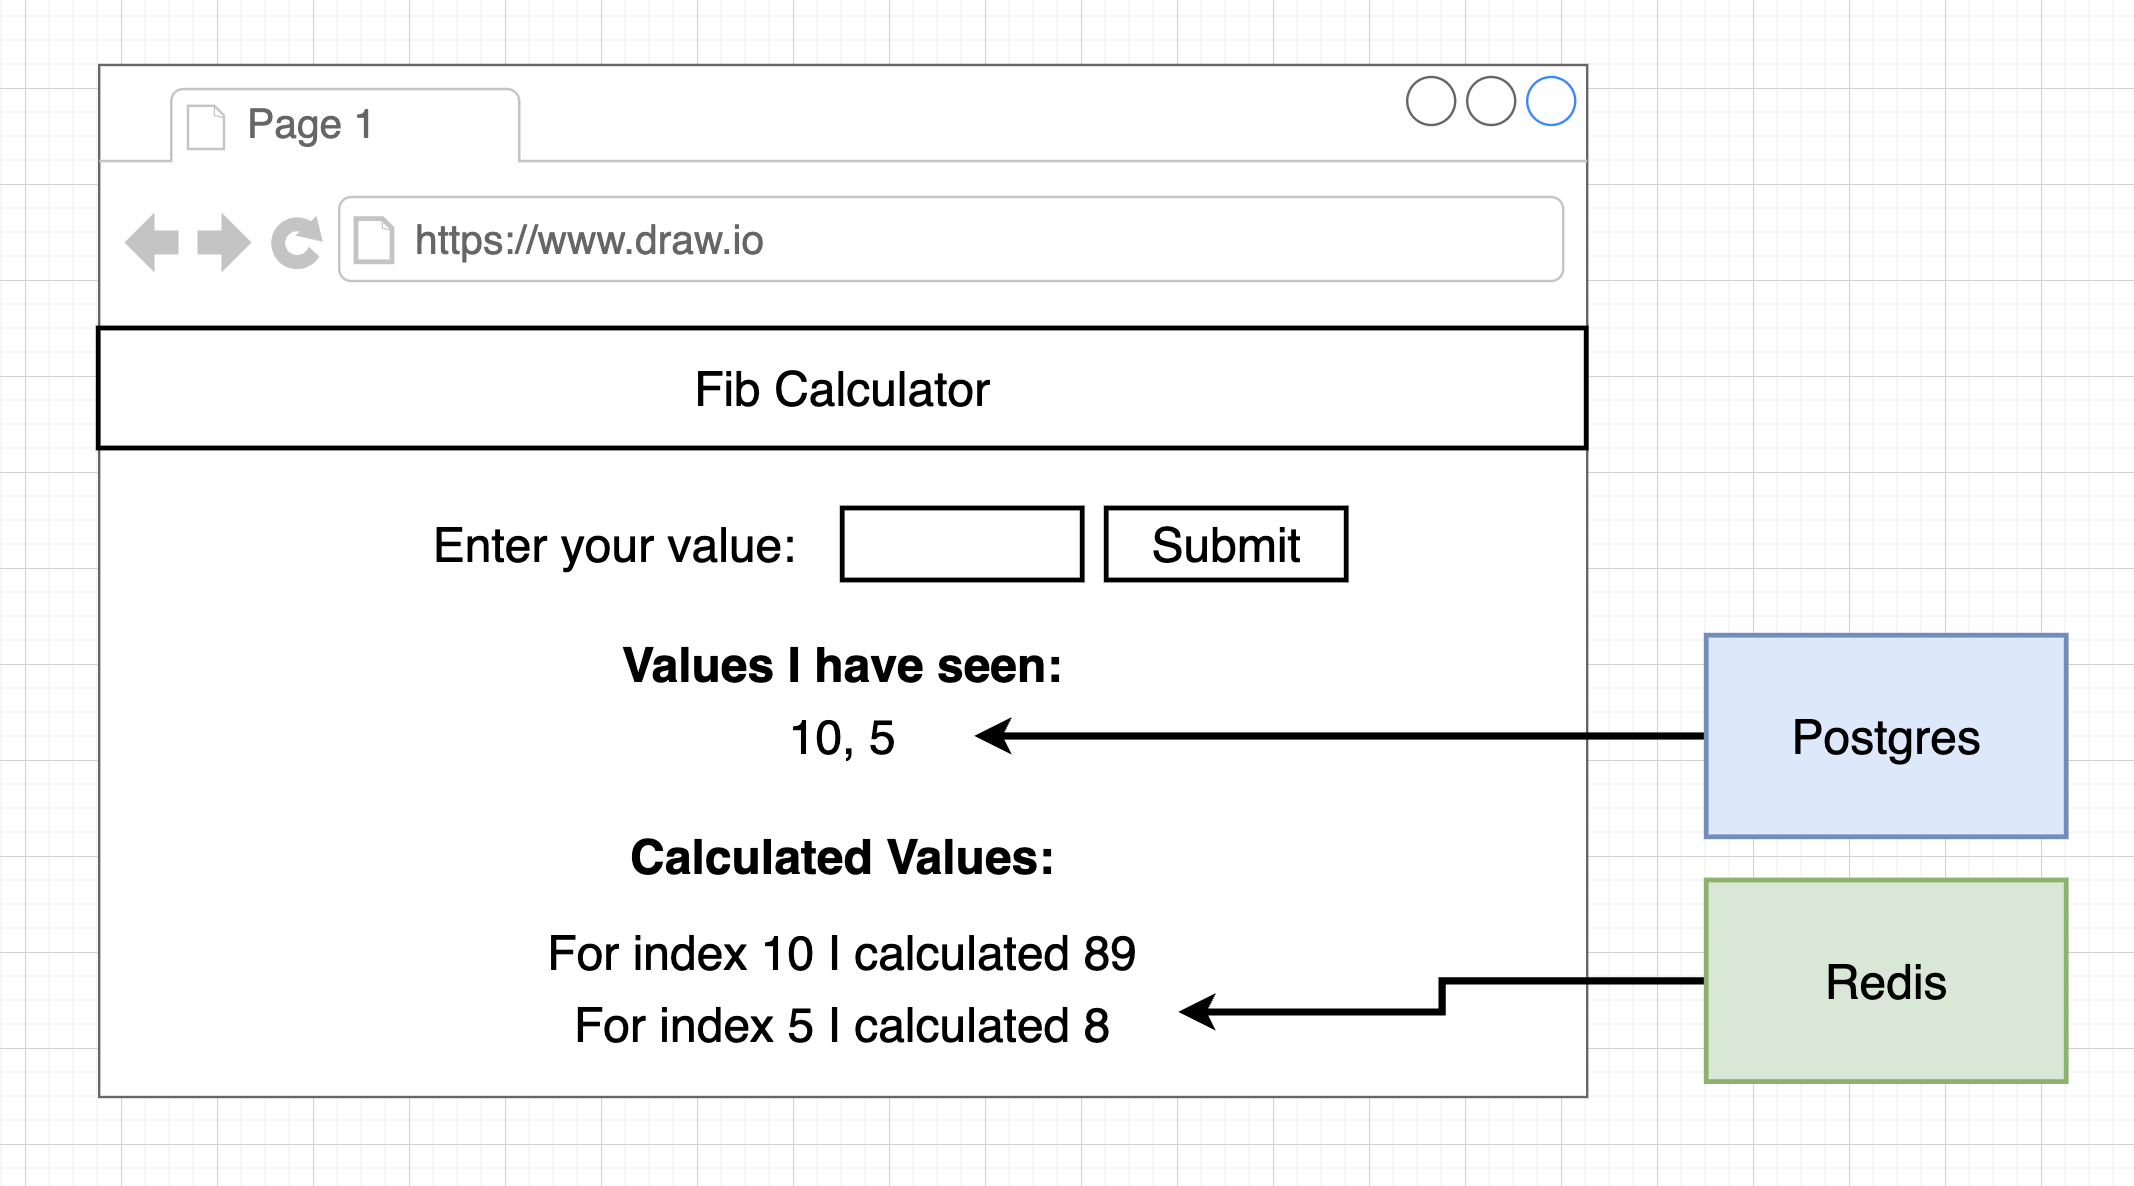 Page 1
https://www.draw.io
Fib Calculator
Enter your value:
Submit
Values I have seen:
10, 5
Postgres
Calculated Values:
For index 10 I calculated 89
For index 5 I calculated 8
Redis